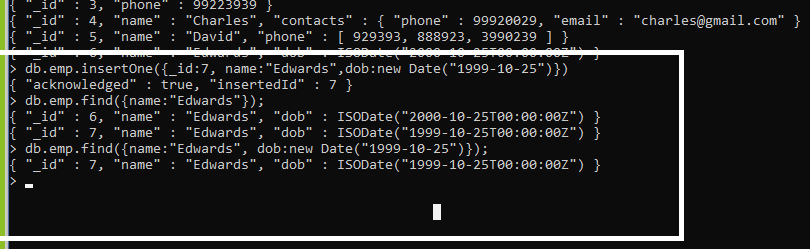 { "_id" : 3, "phone" : 99223939 }
{ "_id" : 4, "name" : "Charles", "contacts" : { "phone" : 99920029, "email" : "charles@gmail.com" }
{ "_id" : 5, "name" : "David", "phone" : [ 929393, 888923, 3990239 ] }
{ "_id" : 6, "name" : "Edwards", "dob" : ISODate("2000-10-25T00:00:00Z") }
> db.emp.insertOne({_id:7, name:"Edwards",dob:new Date("1999-10-25")})
{ "acknowledged" : true, "insertedId" : 7 }
> db.emp.find({name:"Edwards"});
{ "_id" : 6, "name" : "Edwards", "dob" : ISODate("2000-10-25T00:00:00Z") }
{ "_id" : 7, "name" : "Edwards", "dob" : ISODate("1999-10-25T00:00:00Z") }
> db.emp.find({name:"Edwards", dob:new Date("1999-10-25")});
{ "_id" : 7, "name" : "Edwards", "dob" : ISODate("1999-10-25T00:00:00Z") }
>